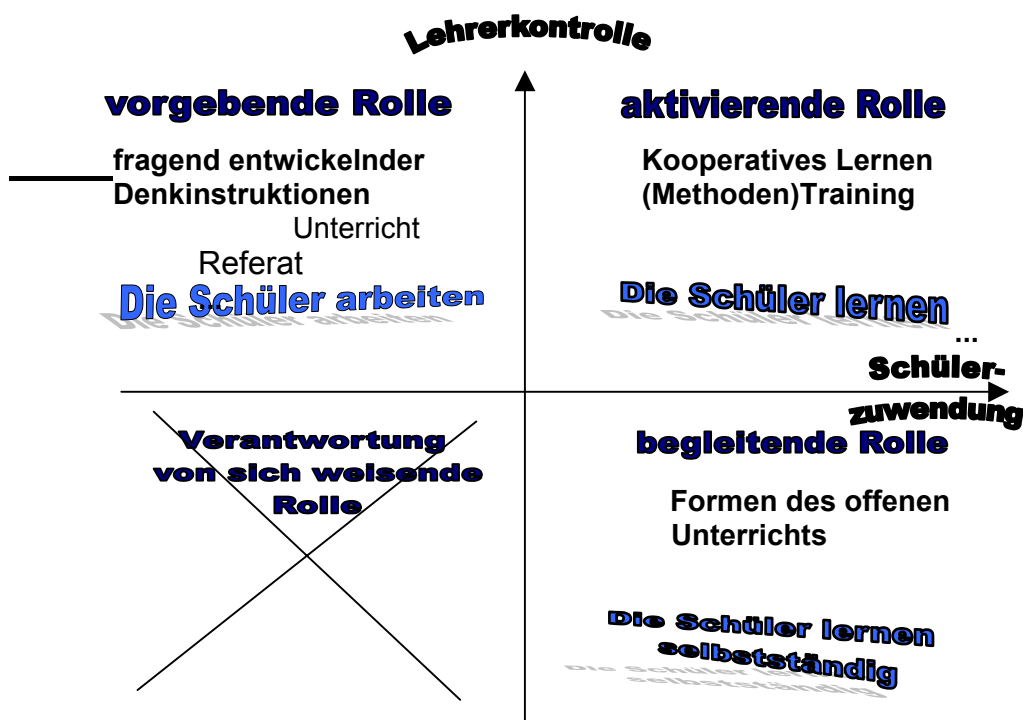 Lehrerkontrolle
vorgebende Rolle
fragend entwickelnder
Denkinstruktionen
Unterricht
Referat
...
Die Schüler arbeiten
aktivierende Rolle
Kooperatives Lernen
(Methoden)Training
Die Schüler lernen
...
Schüler-
zuwendung
Verantwortung
von sich weisende
Rolle
begleitende Rolle
Formen des offenen
Unterrichts
Die Schüler lernen
selbstständig